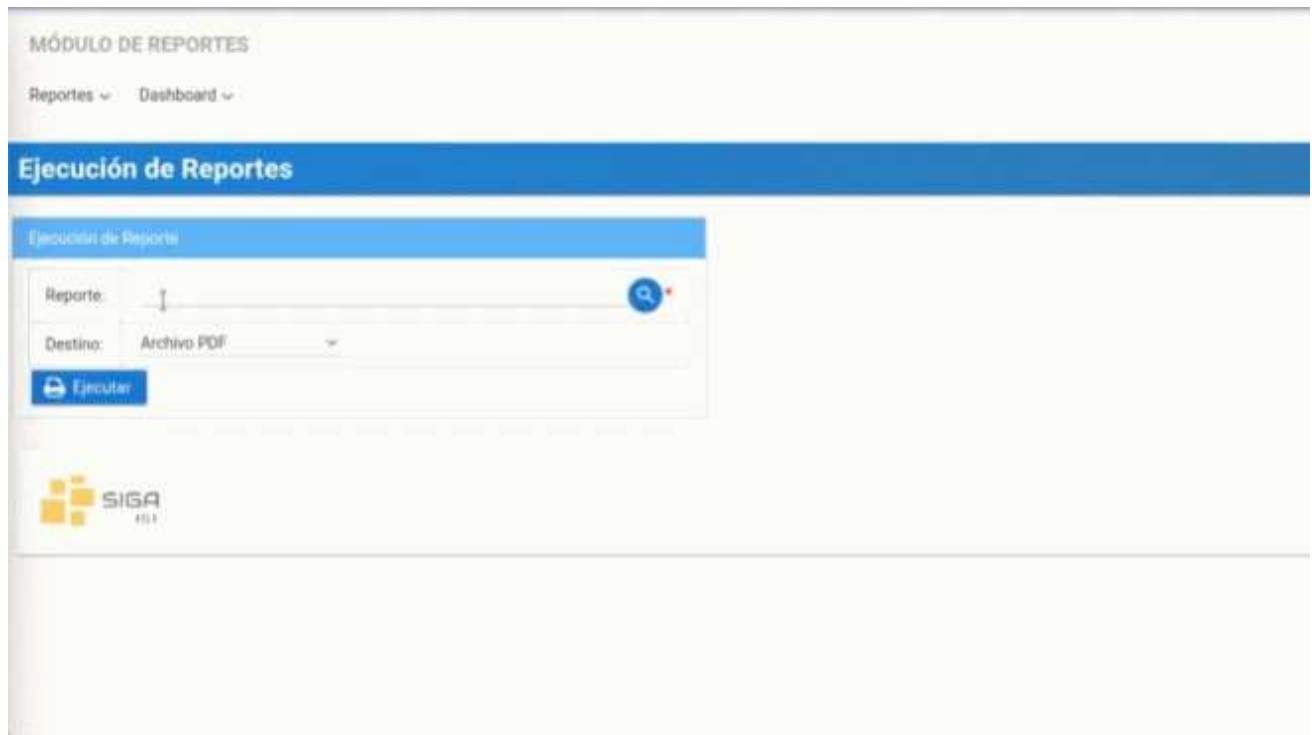 MÓDULO DE REPORTES
Reportes Dashboard
Ejecución de Reportes
Ejecución de Reporte
Reporte: *
Destino: Archivo PDF
Ejecutar
SIGA